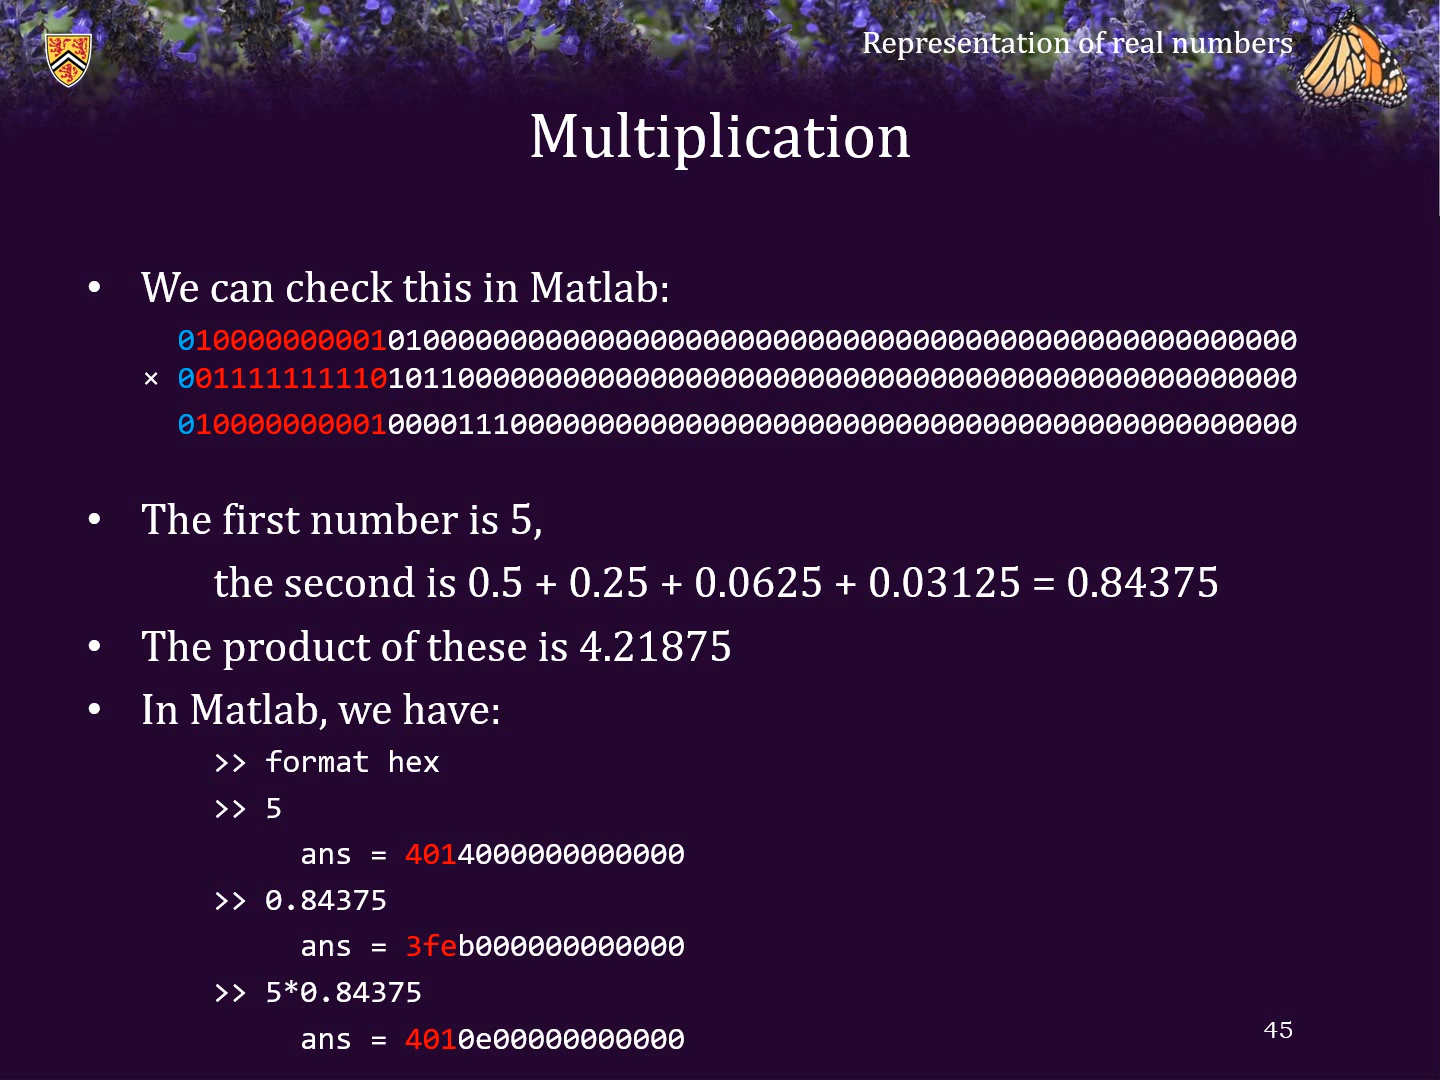 Representation of real numbers
Multiplication
• We can check this in Matlab:
0100000000010100000000000000000000000000000000000000000000000000
× 0011111111101011000000000000000000000000000000000000000000000000
0100000000010000111000000000000000000000000000000000000000000000
• The first number is 5,
the second is 0.5 + 0.25 + 0.0625 + 0.03125 = 0.84375
• The product of these is 4.21875
• In Matlab, we have:
>> format hex
>> 5
ans = 4014000000000000
>> 0.84375
ans = 3feb000000000000
>> 5*0.84375
ans = 4010e00000000000
45